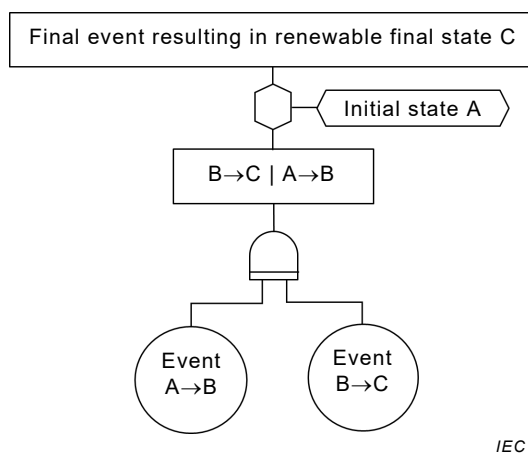 Final event resulting in renewable final state C
Initial state A
B→C | A→B
Event
A→B
Event
B→C
IEC